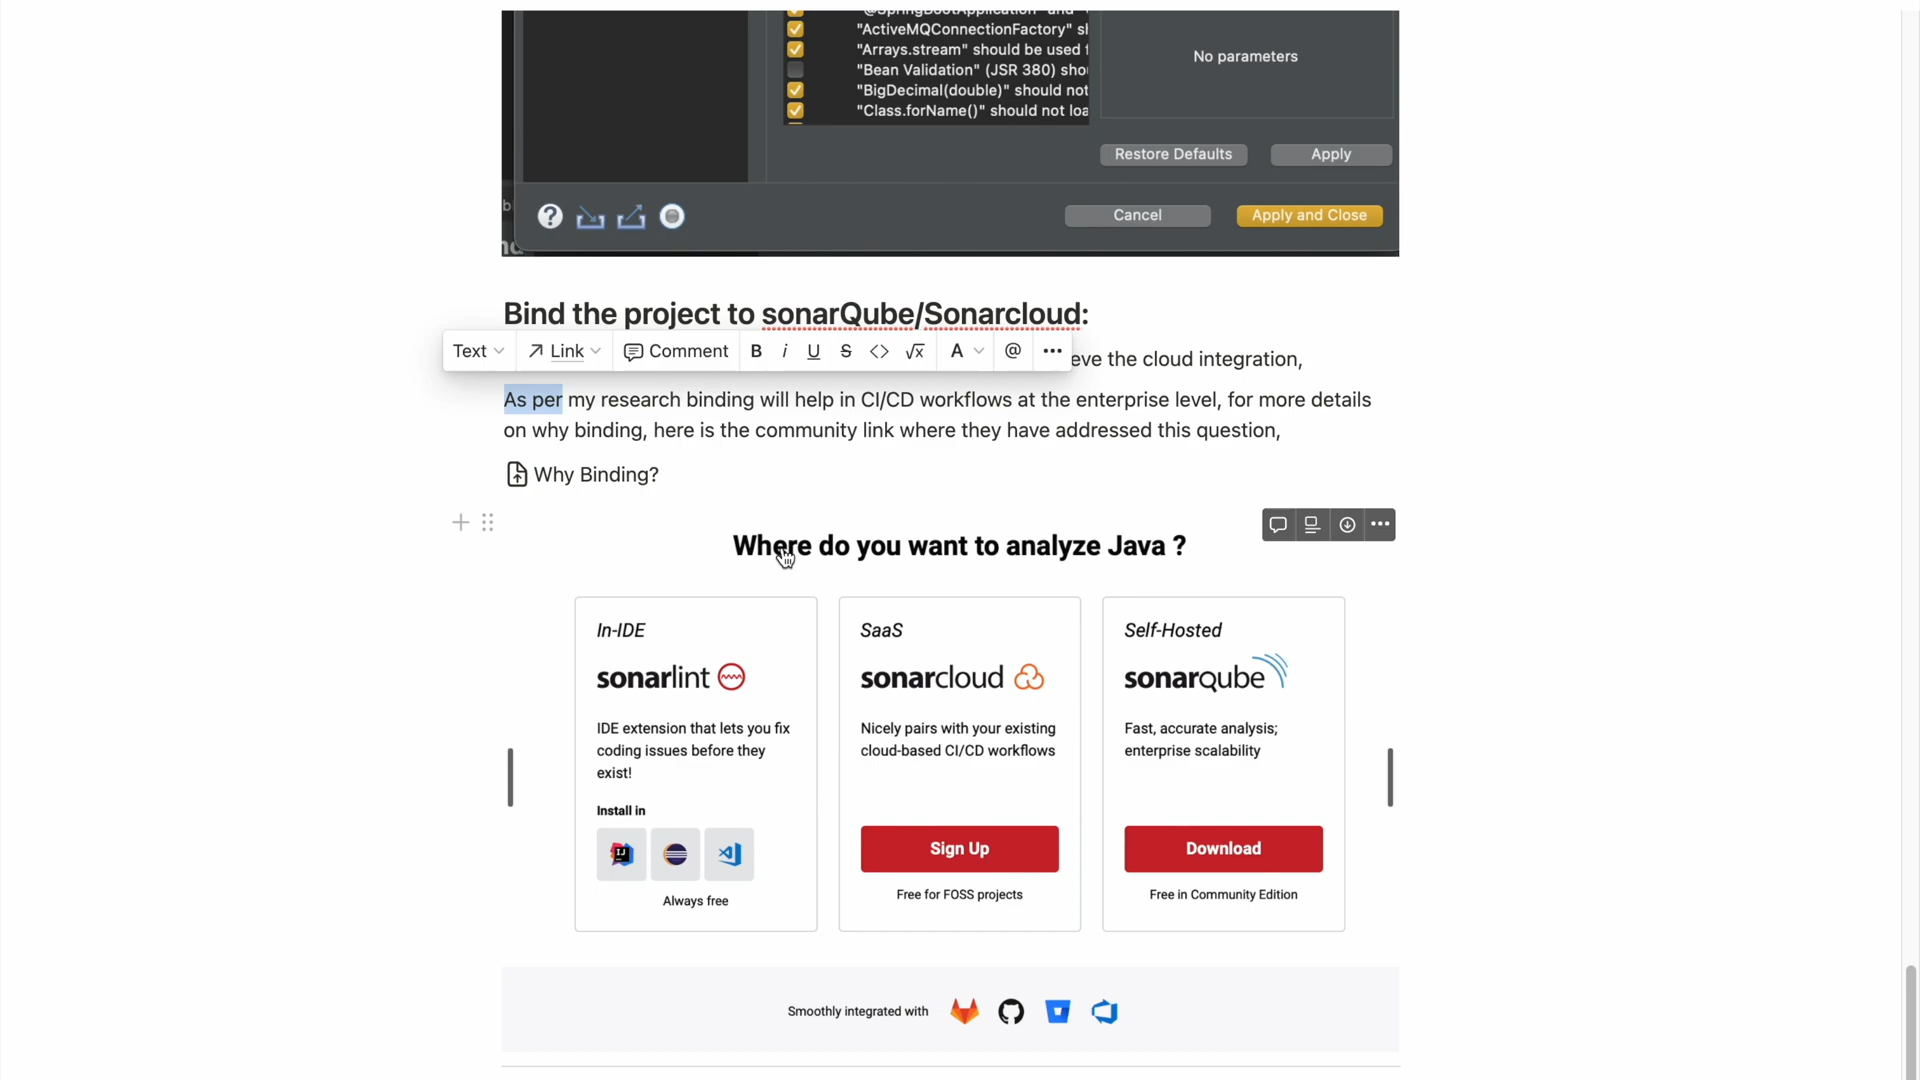 "ActiveMQConnectionFactory"
"Arrays.stream" should be used
"Bean Validation" (JSR 380)
"BigDecimal(double)" should not
"Class.forName()" should not
No parameters
Restore Defaults
Apply
Cancel
Apply and Close
Bind the project to sonarQube/Sonarcloud:
Text
Link
Comment
B
i
U
S
<>
√x
A
@
the cloud integration,
As per my research binding will help in CI/CD workflows at the enterprise level, for more details
on why binding, here is the community link where they have addressed this question,
Why Binding?
Where do you want to analyze Java ?
In-IDE
sonarlint
IDE extension that lets you fix
coding issues before they
exist!
Install in
IJ
Always free
SaaS
sonarcloud
Nicely pairs with your existing
cloud-based CI/CD workflows
Sign Up
Free for FOSS projects
Self-Hosted
sonarqube
Fast, accurate analysis;
enterprise scalability
Download
Free in Community Edition
Smoothly integrated with